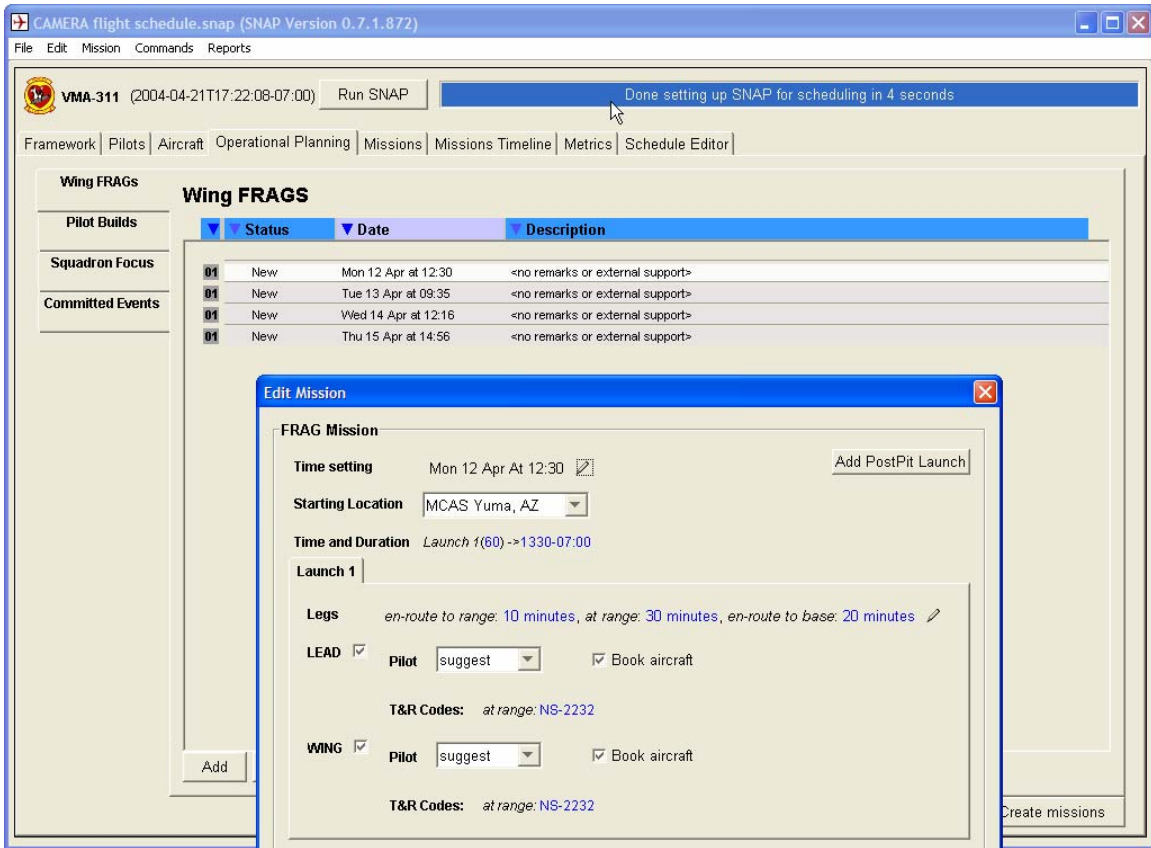 CAMERA flight schedule.snap (SNAP Version 0.7.1.872)
File Edit Mission Commands Reports
VMA-311 (2004-04-21T17:22:08-07:00) Run SNAP Done setting up SNAP for scheduling in 4 seconds
Framework Pilots Aircraft Operational Planning Missions Missions Timeline Metrics Schedule Editor
Wing FRAGs
Pilot Builds
Squadron Focus
Committed Events
Wing FRAGS
Status Date Description
01 New Mon 12 Apr at 12:30 <no remarks or external support>
01 New Tue 13 Apr at 09:35 <no remarks or external support>
01 New Wed 14 Apr at 12:16 <no remarks or external support>
01 New Thu 15 Apr at 14:56 <no remarks or external support>
Edit Mission
FRAG Mission
Time setting Mon 12 Apr At 12:30 Add PostPit Launch
Starting Location MCAS Yuma, AZ
Time and Duration Launch 1(60) ->1330-07:00
Launch 1
Legs en-route to range: 10 minutes, at range: 30 minutes, en-route to base: 20 minutes
LEAD Pilot suggest Book aircraft
T&R Codes: at range: NS-2232
WING Pilot suggest Book aircraft
T&R Codes: at range: NS-2232
Add
Create missions